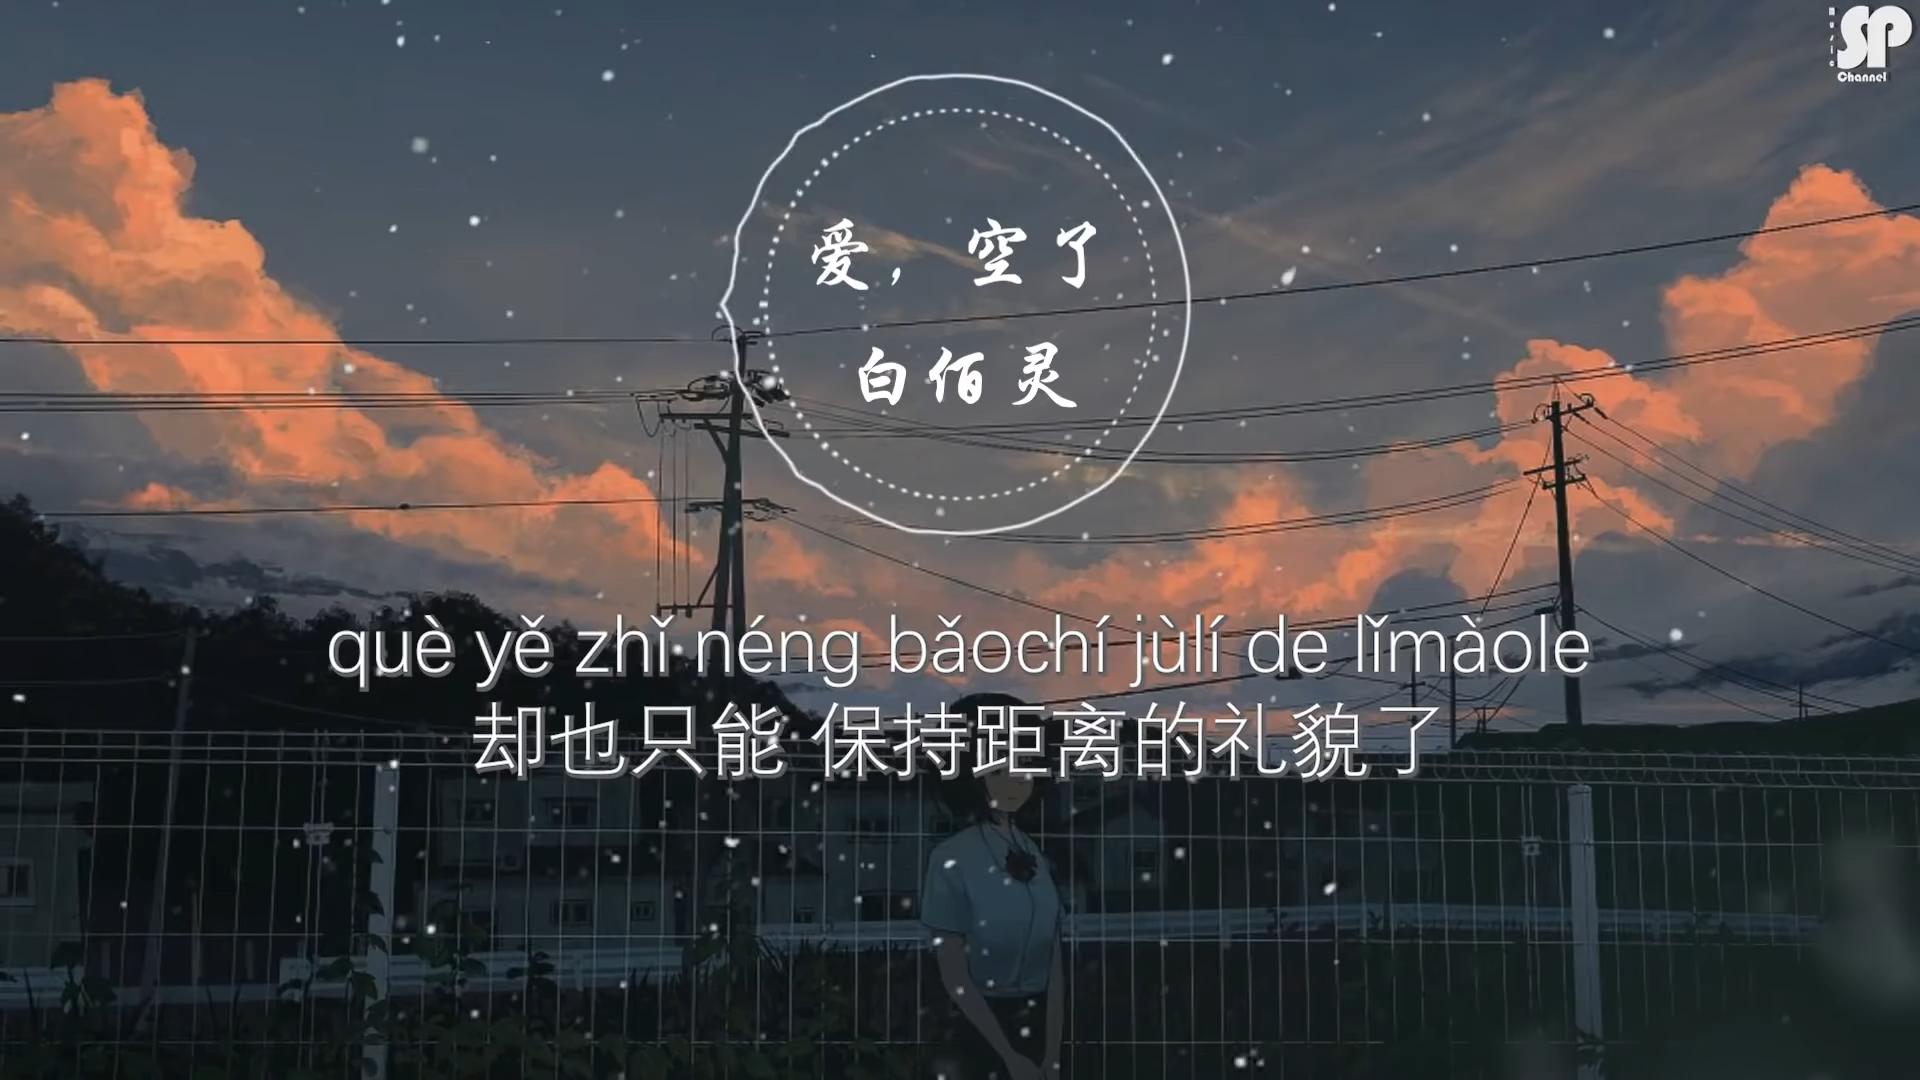 music
SP
Channel
爱，空了
白佰灵
què yě zhǐ néng bǎochí jùlí de lǐmàole
却也只能 保持距离的礼貌了